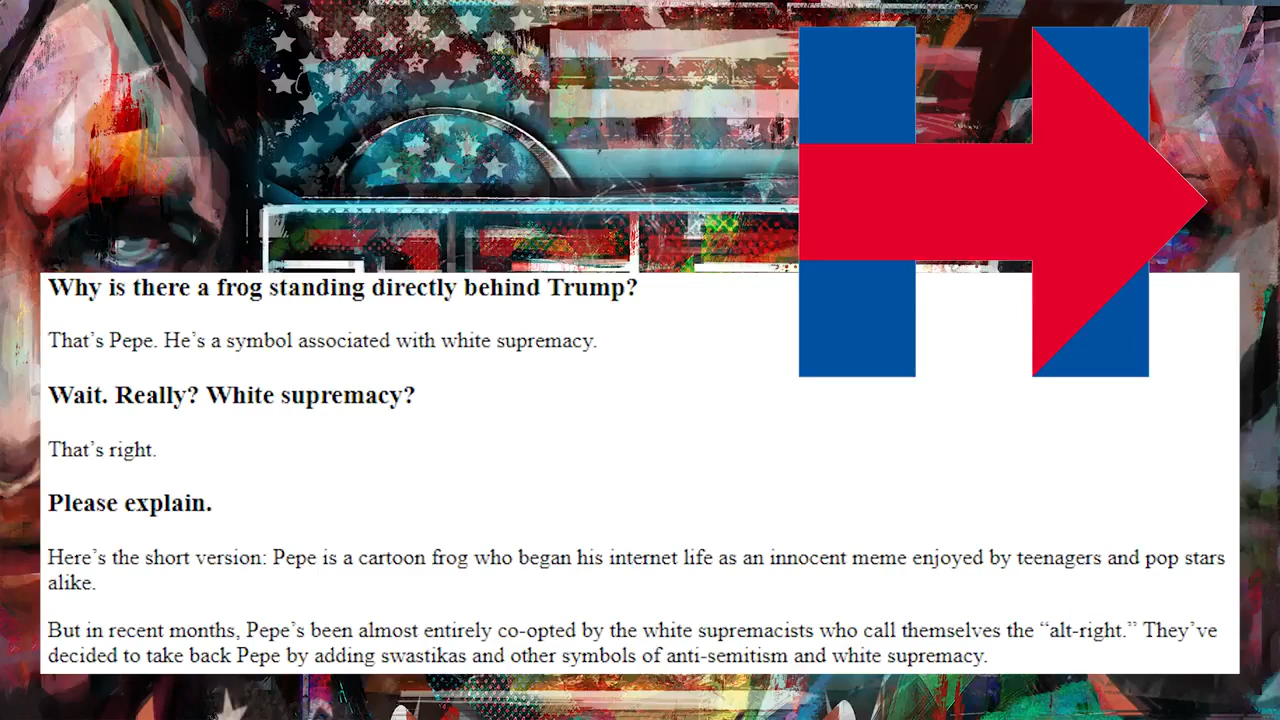 Why is there a frog standing directly behind Trump?
That’s Pepe. He’s a symbol associated with white supremacy.
Wait. Really? White supremacy?
That’s right.
Please explain.
Here’s the short version: Pepe is a cartoon frog who began his internet life as an innocent meme enjoyed by teenagers and pop stars
alike.
But in recent months, Pepe’s been almost entirely co-opted by the white supremacists who call themselves the “alt-right.” They’ve
decided to take back Pepe by adding swastikas and other symbols of anti-semitism and white supremacy.